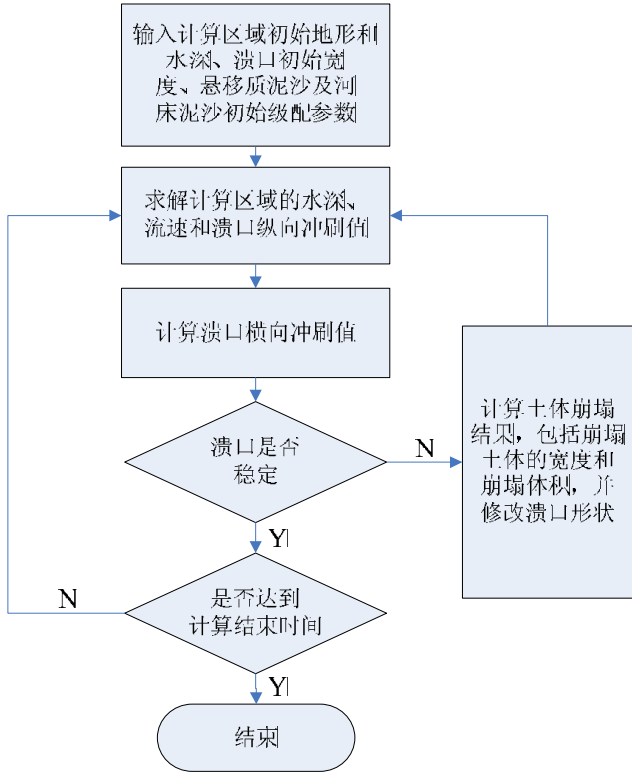 输入计算区域初始地形和
水深、溃口初始宽
度、悬移质泥沙及河
床泥沙初始级配参数
求解计算区域的水深、
流速和溃口纵向冲刷值
计算溃口横向冲刷值
溃口是否
稳定
N
计算土体崩塌
结果，包括崩塌
土体的宽度和
崩塌体积，并
修改溃口形状
Y
是否达到
计算结束时间
N
Y
结束